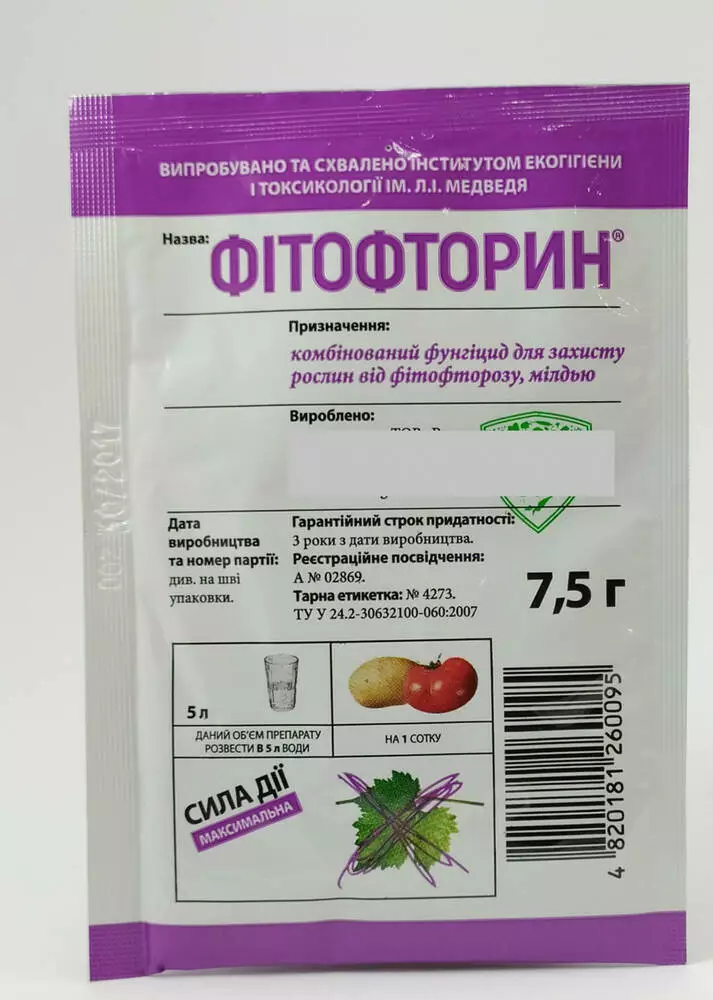 ВИПРОБУВАНО ТА СХВАЛЕНО ІНСТИТУТОМ ЕКОГІГІЄНИ
І ТОКСИКОЛОГІЇ ІМ. Л.І. МЕДВЕДЯ
Назва: ФІТОФТОРИН®
Призначення:
комбінований фунгіцид для захисту
рослин від фітофторозу, мілдью
Вироблено:
Дата
виробництва
та номер партії:
див. на шві
упаковки.
Гарантійний строк придатності:
3 роки з дати виробництва.
Реєстраційне посвідчення:
А № 02869.
Тарна етикетка: № 4273.
ТУ У 24.2-30632100-060:2007
7,5 г
5 л
ДАНИЙ ОБ'ЄМ ПРЕПАРАТУ
РОЗВЕСТИ В 5 л ВОДИ
НА 1 СОТКУ
СИЛА ДІЇ
МАКСИМАЛЬНА
4 820181 260095